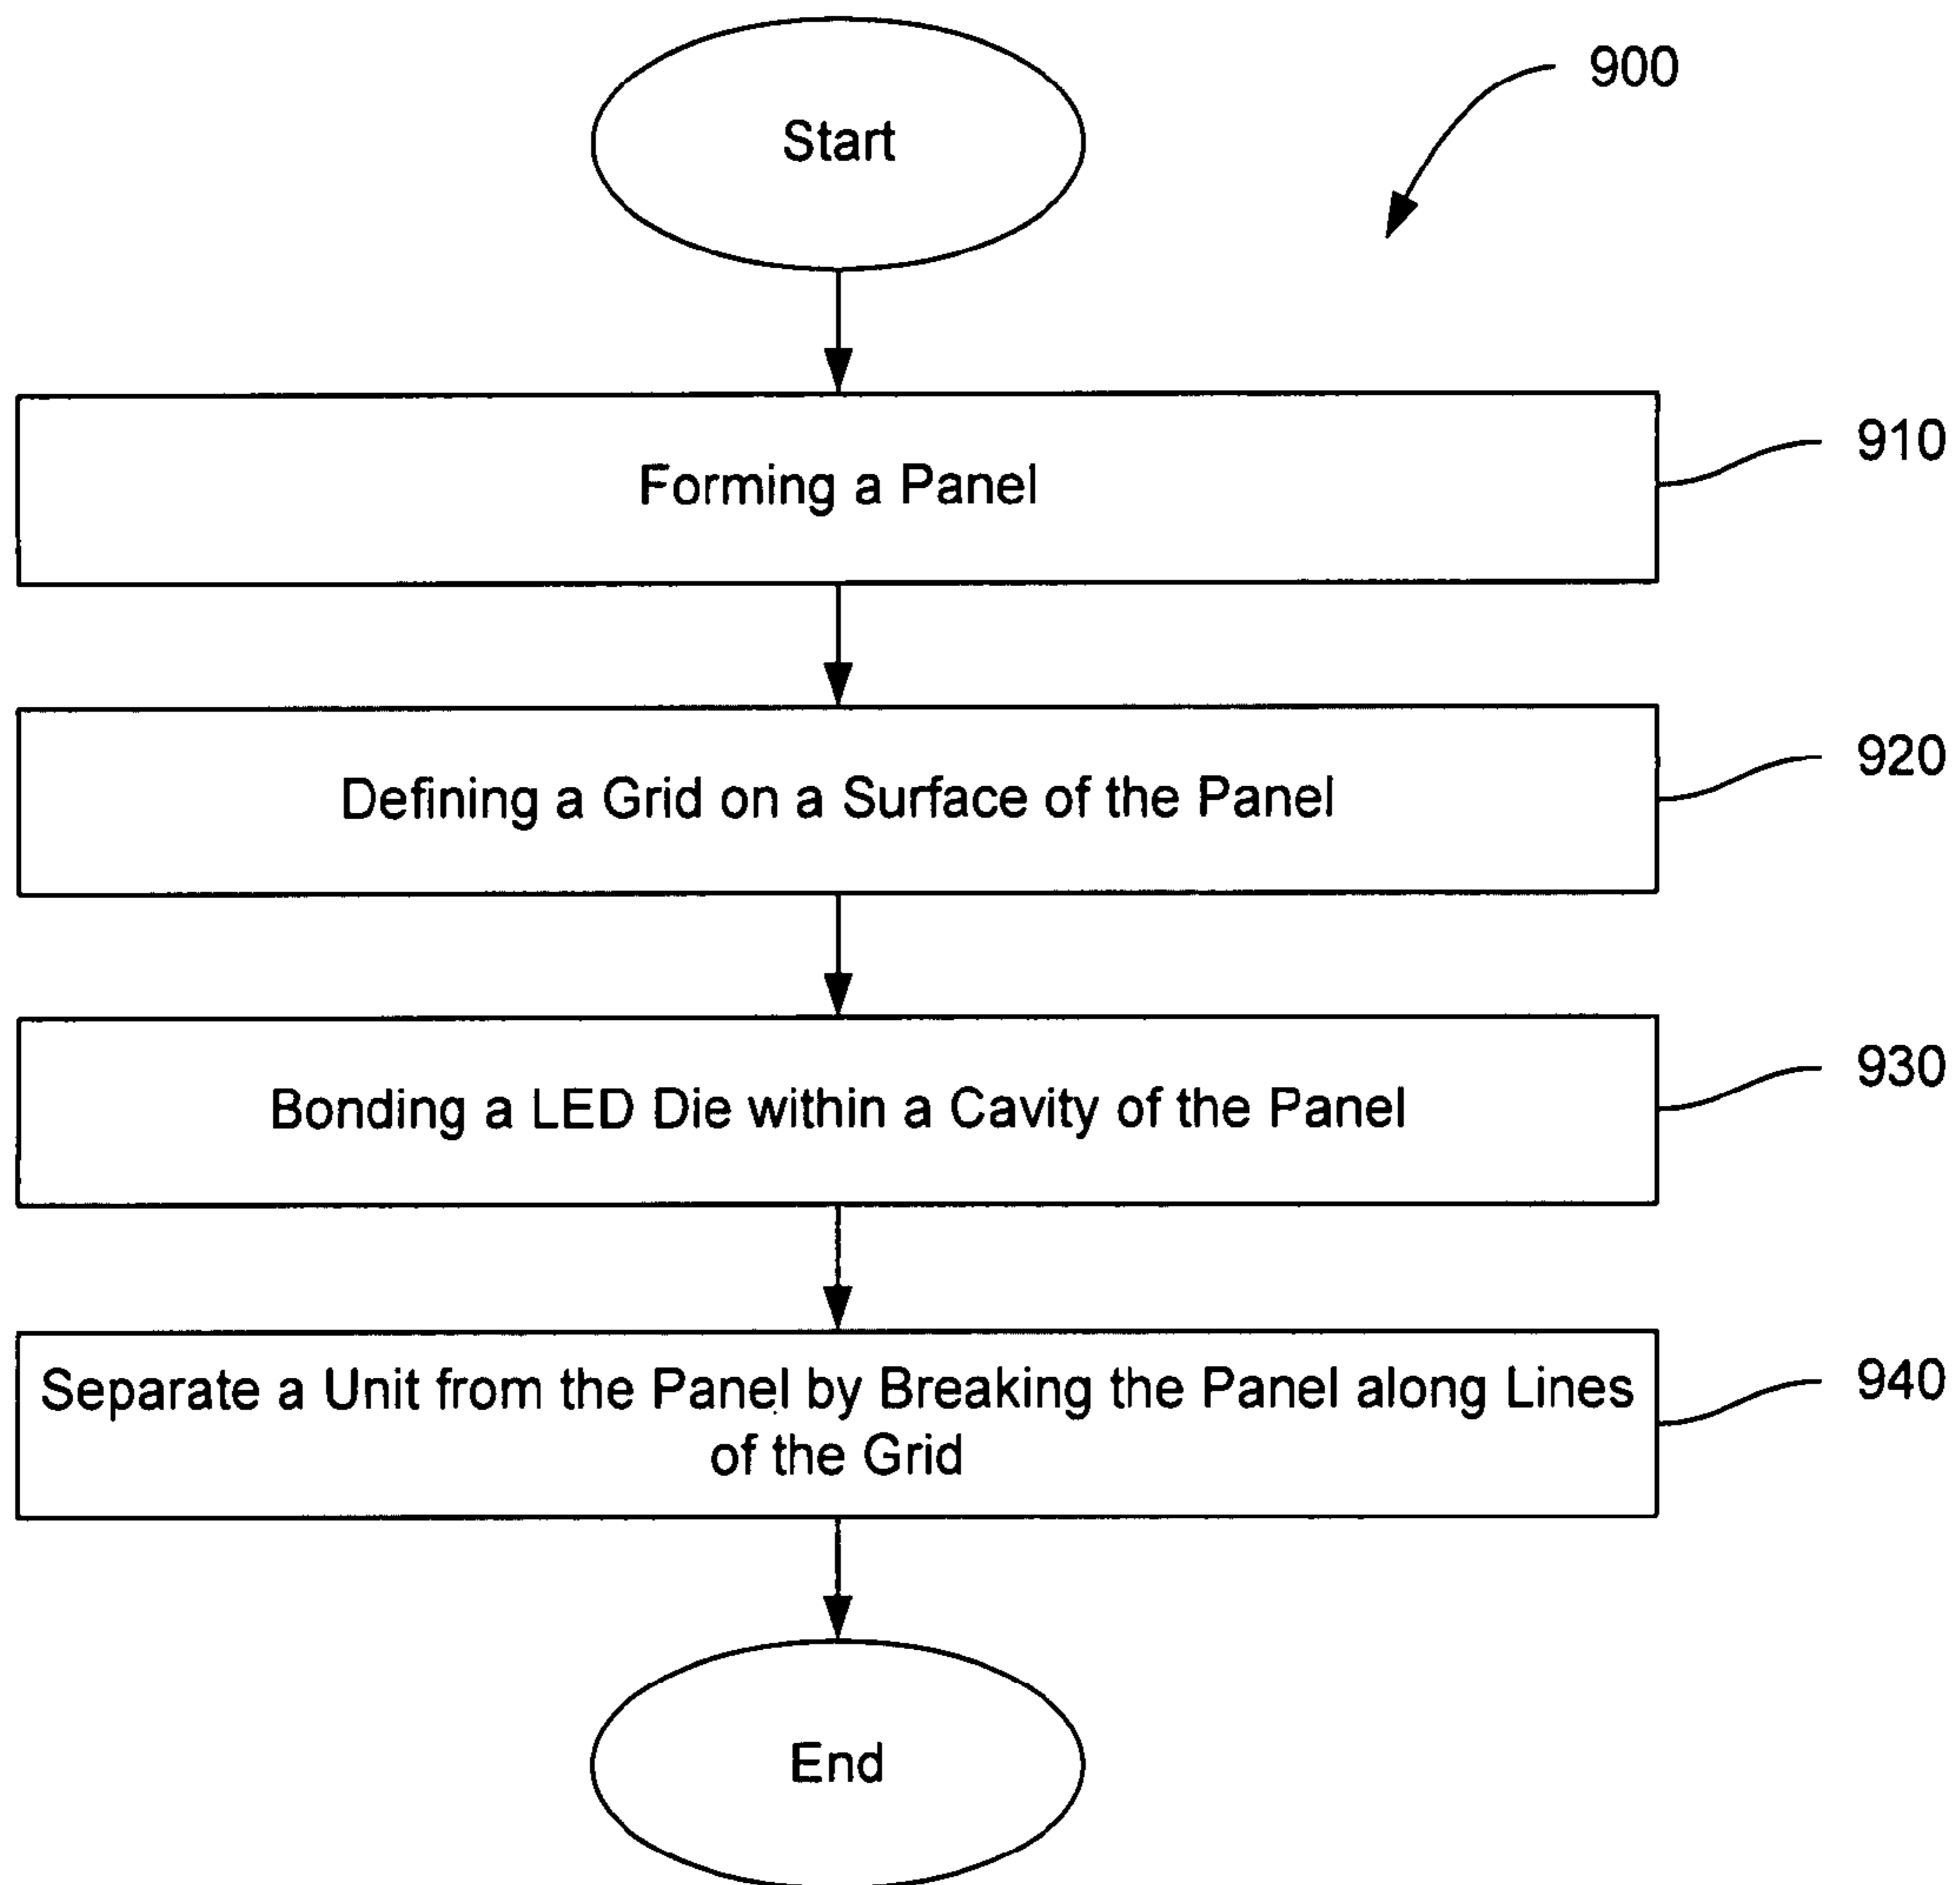 Start
900
Forming a Panel
910
Defining a Grid on a Surface of the Panel
920
Bonding a LED Die within a Cavity of the Panel
930
Separate a Unit from the Panel by Breaking the Panel along Lines
of the Grid
940
End